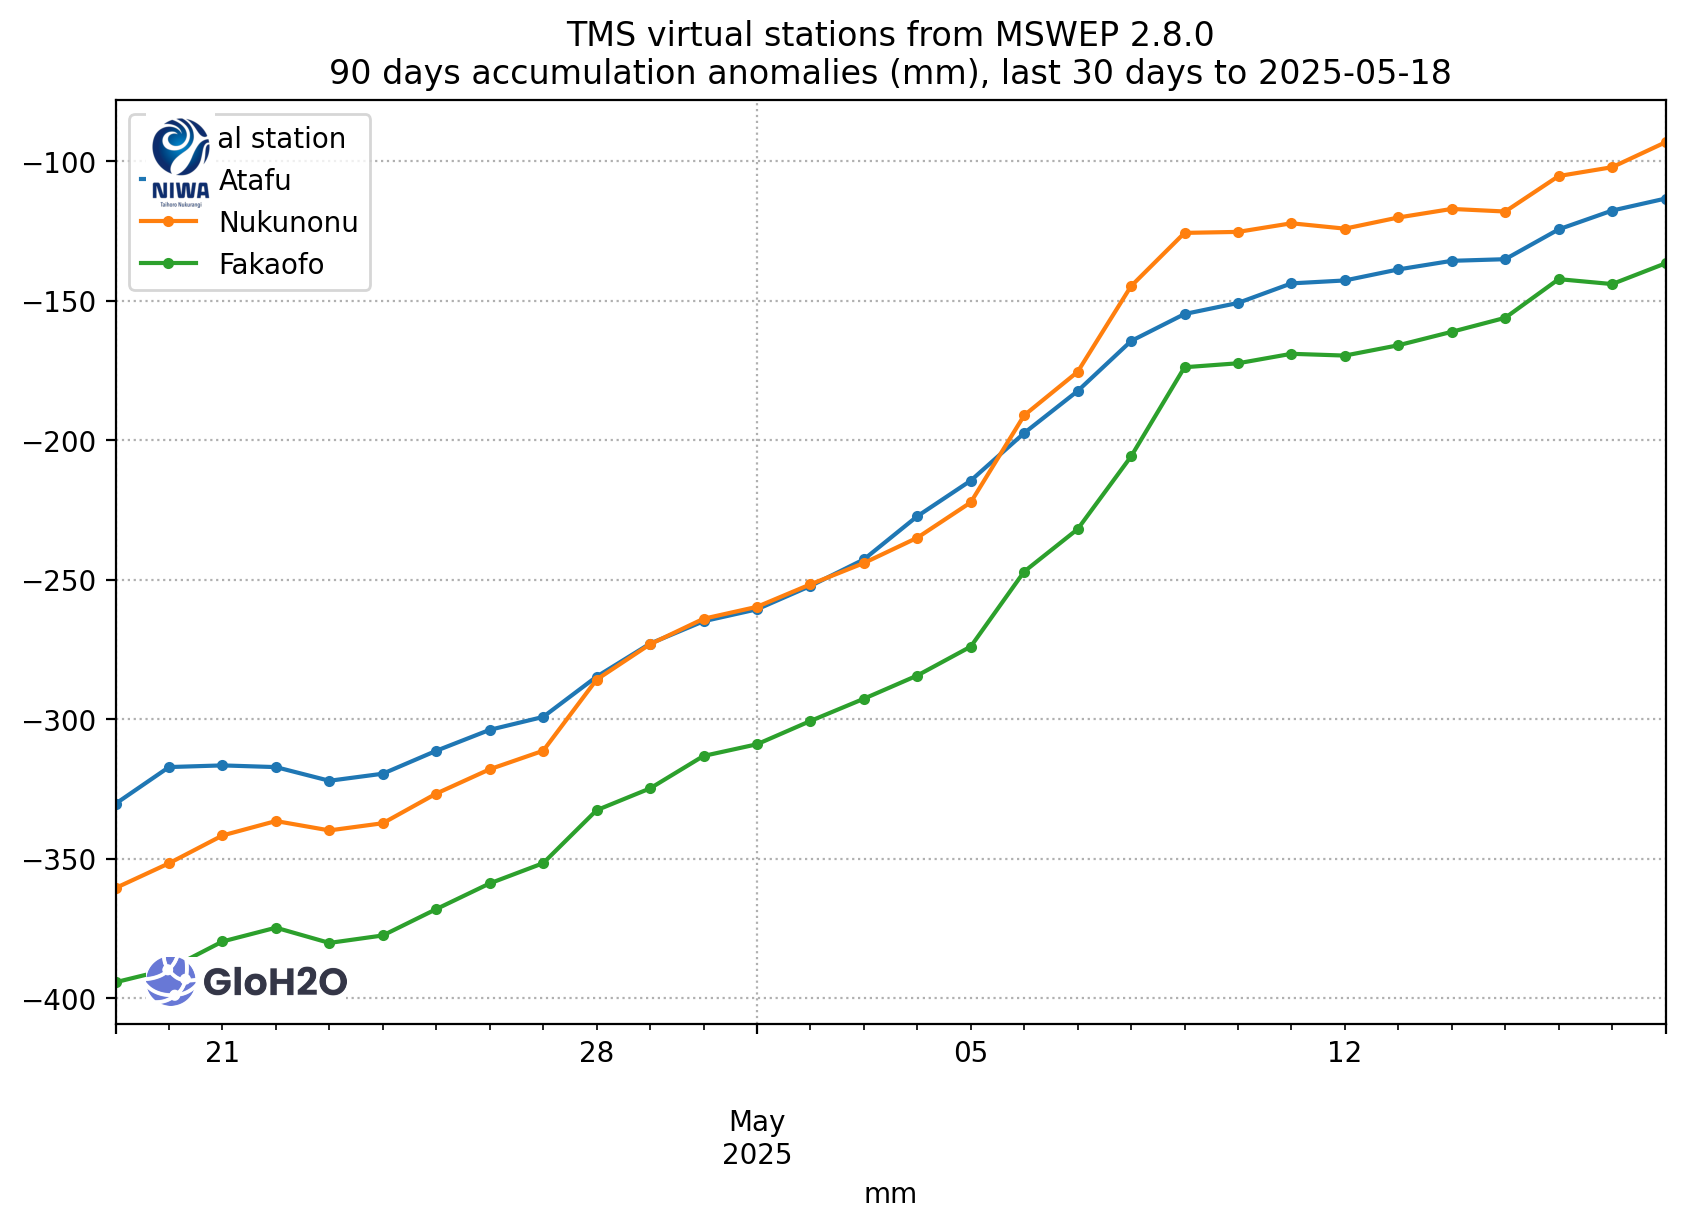 TMS virtual stations from MSWEP 2.8.0
90 days accumulation anomalies (mm), last 30 days to 2025-05-18
al station
Atafu
Nukunonu
Fakaofo
NIWA
Taihoro Nukurangi
−100
−150
−200
−250
−300
−350
−400
GloH2O
21
28
05
12
May
2025
mm